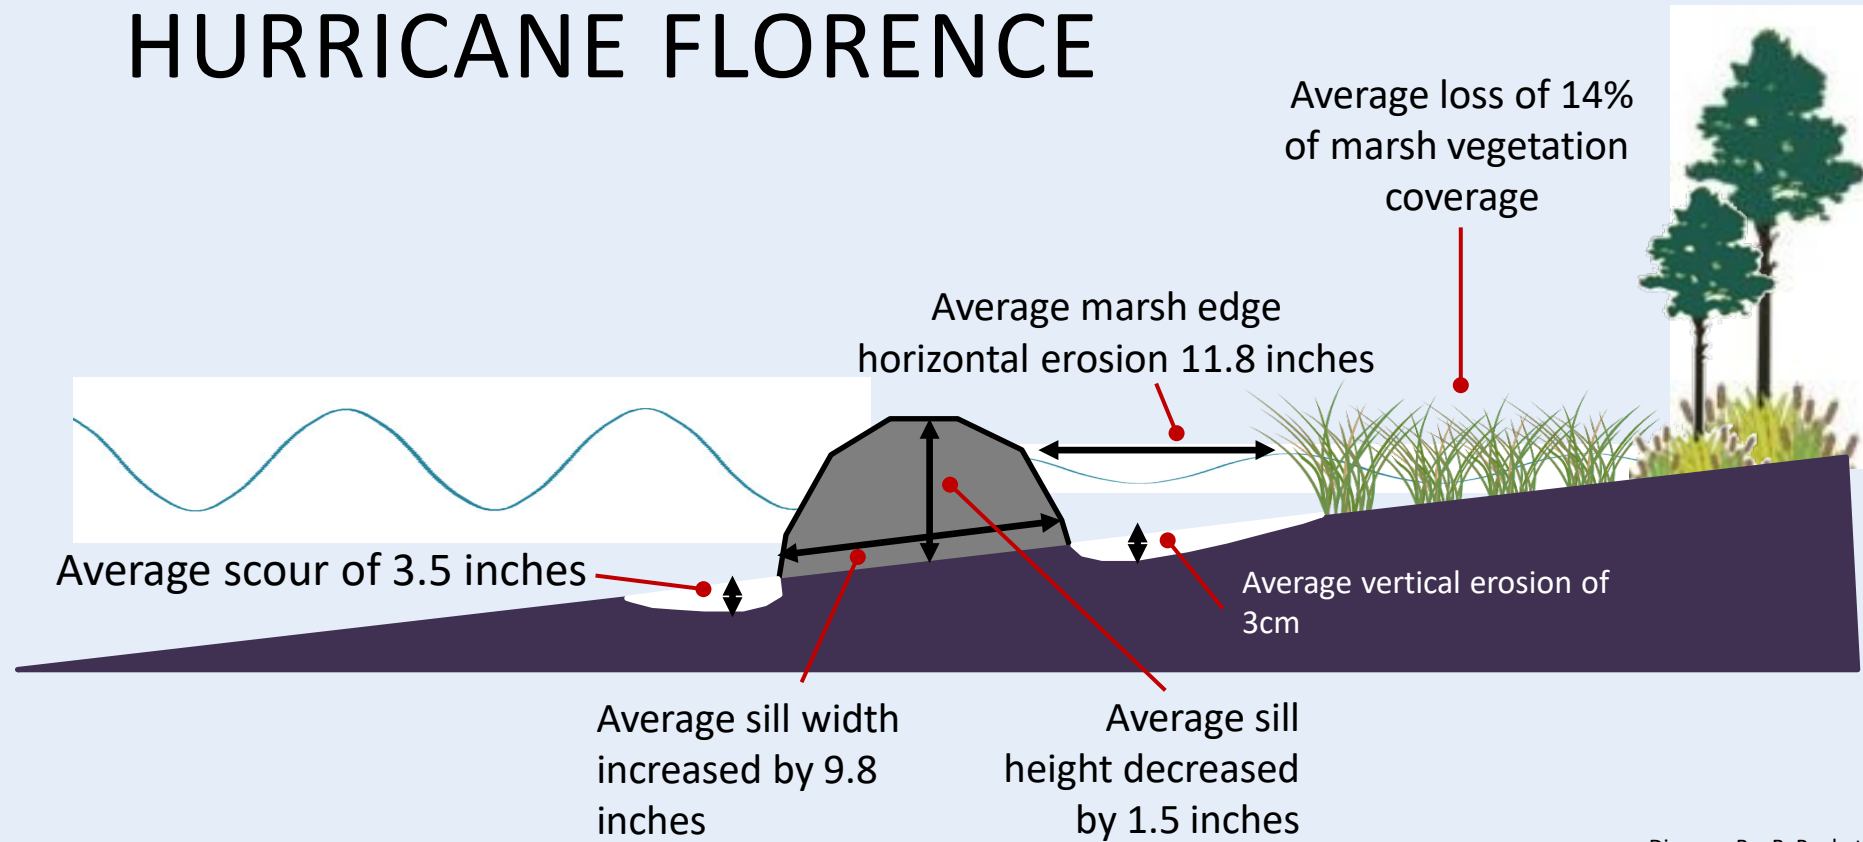 HURRICANE FLORENCE
Average loss of 14%
of marsh vegetation
coverage
Average marsh edge
horizontal erosion 11.8 inches
Average scour of 3.5 inches
Average vertical erosion of
3cm
Average sill width
increased by 9.8
inches
Average sill
height decreased
by 1.5 inches